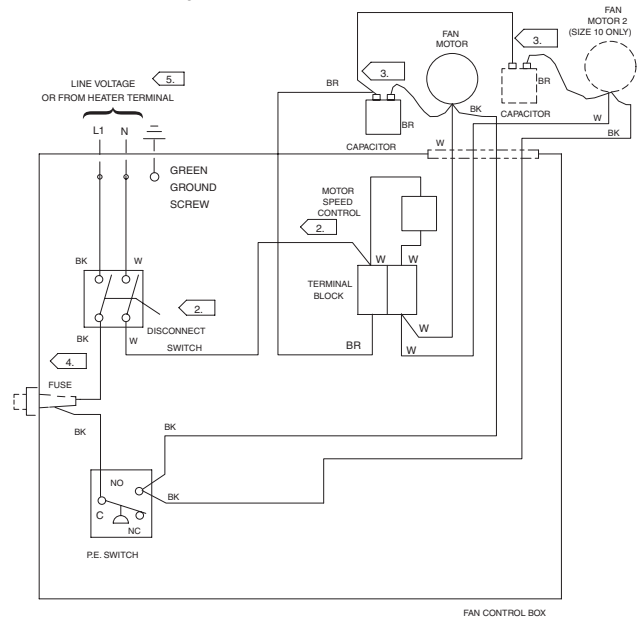 FAN
MOTOR 2
(SIZE 10 ONLY)
3.
FAN
MOTOR
5.
LINE VOLTAGE
OR FROM HEATER TERMINAL
3.
BR
BR
BK
CAPACITOR
BR
W
BK
L1 N
W
CAPACITOR
GREEN
GROUND
SCREW
MOTOR
SPEED
CONTROL
2.
BK W
W W
TERMINAL
BLOCK
2.
DISCONNECT
SWITCH
BK W
W
BR W
4.
FUSE
BK
BK
NO
BK
C
NC
P.E. SWITCH
FAN CONTROL BOX